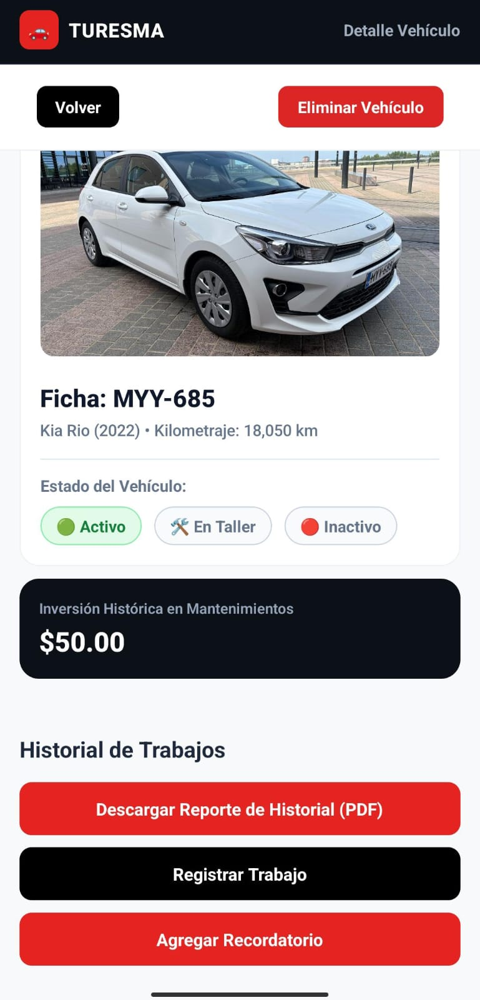 TURESMA
Detalle Vehículo
Volver
Eliminar Vehículo
Ficha: MYY-685
Kia Rio (2022) • Kilometraje: 18,050 km
Estado del Vehículo:
🟢 Activo
🛠️ En Taller
🔴 Inactivo
Inversión Histórica en Mantenimientos
$50.00
Historial de Trabajos
Descargar Reporte de Historial (PDF)
Registrar Trabajo
Agregar Recordatorio